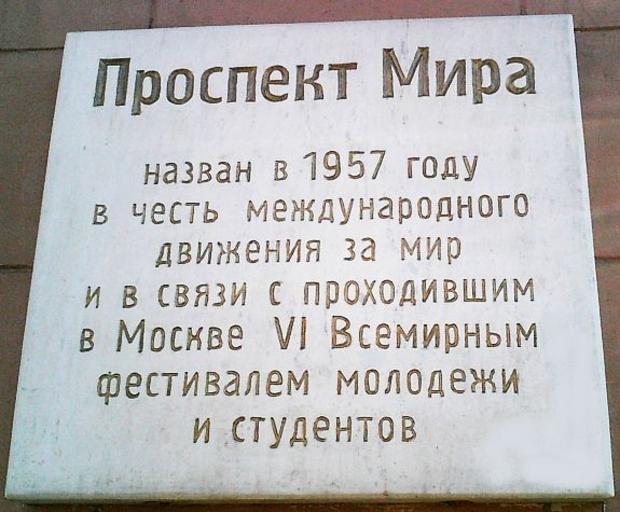 Проспект Мира
назван в 1957 году
в честь международного
движения за мир
и в связи с проходившим
в Москве VI Всемирным
фестивалем молодежи
и студентов